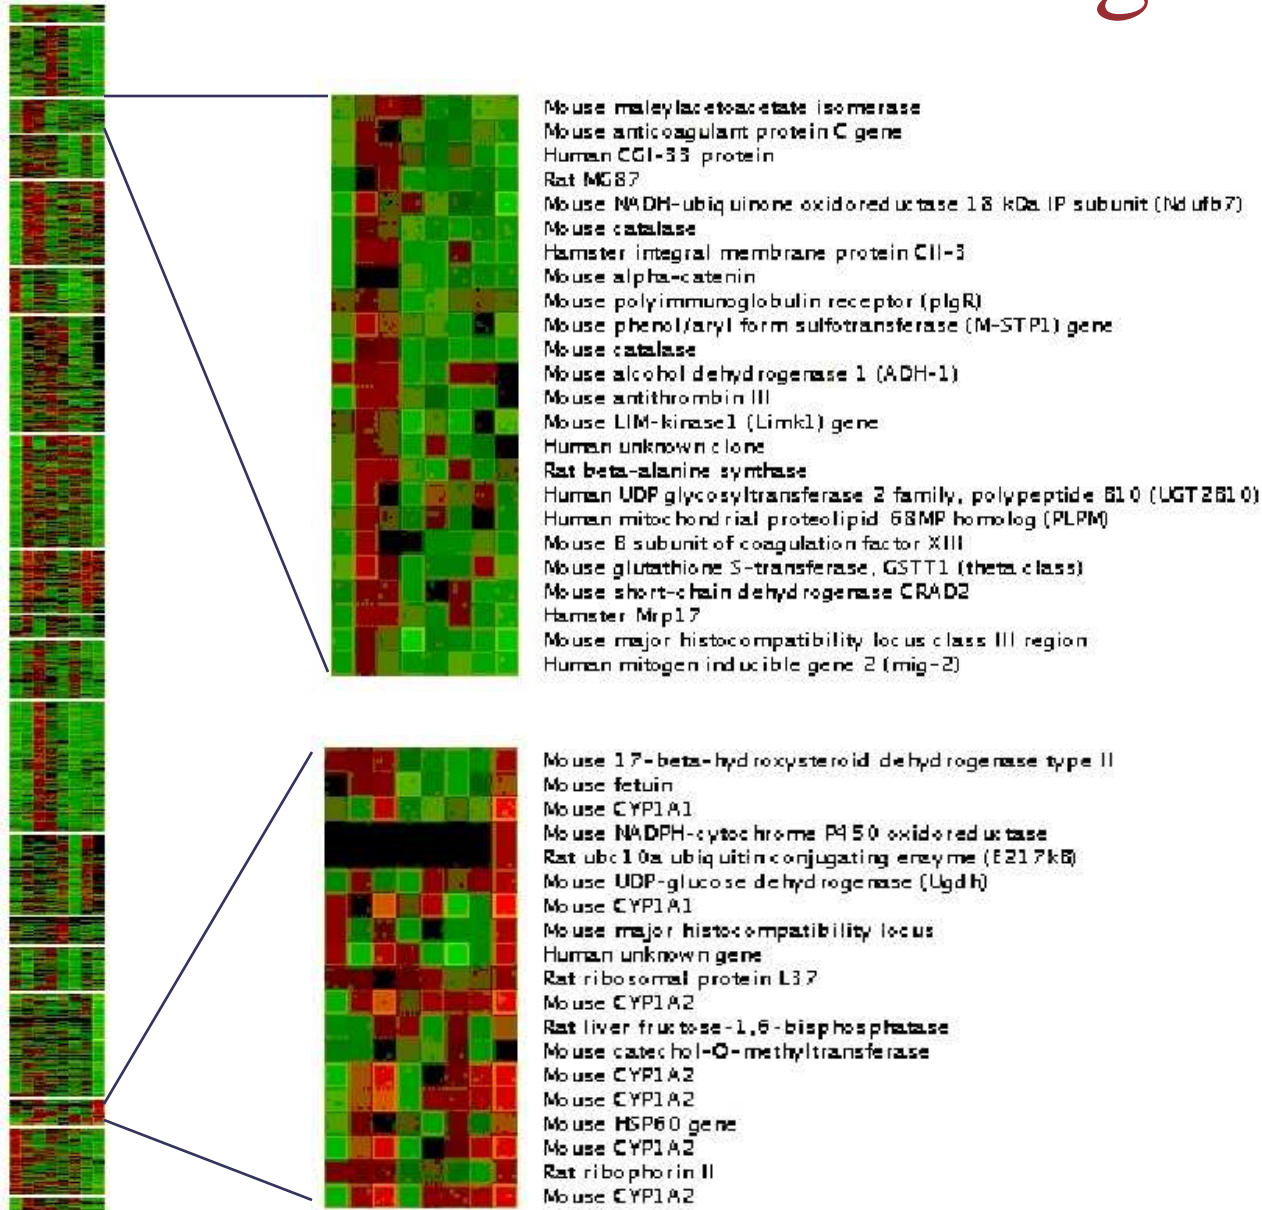 Mouse maleylacetoacetate isomerase
Mouse anticoagulant protein C gene
Human CGI-33 protein
Rat MG87
Mouse NADH-ubiquinone oxidoreductase 18 kDa IP subunit (Ndufb7)
Mouse catalase
Hamster integral membrane protein CII-3
Mouse alpha-catenin
Mouse polyimmunoglobulin receptor (pIgR)
Mouse phenol/aryl form sulfotransferase (M-STP1) gene
Mouse catalase
Mouse alcohol dehydrogenase 1 (ADH-1)
Mouse antithrombin III
Mouse LIM-kinase1 (Limk1) gene
Human unknown clone
Rat beta-alanine synthase
Human UDP glycosyltransferase 2 family, polypeptide B10 (UGT2B10)
Human mitochondrial proteolipid 68MP homolog (PLPM)
Mouse B subunit of coagulation factor XIII
Mouse glutathione S-transferase, GSTT1 (theta class)
Mouse short-chain dehydrogenase CRAD2
Hamster Mrp17
Mouse major histocompatibility locus class III region
Human mitogen inducible gene 2 (mig-2)
Mouse 17-beta-hydroxysteroid dehydrogenase type II
Mouse fetuin
Mouse CYP1A1
Mouse NADPH-cytochrome P450 oxidoreductase
Rat ubc10a ubiquitin conjugating enzyme (E217kB)
Mouse UDP-glucose dehydrogenase (Ugdh)
Mouse CYP1A1
Mouse major histocompatibility locus
Human unknown gene
Rat ribosomal protein L37
Mouse CYP1A2
Rat liver fructose-1,6-bisphosphatase
Mouse catechol-O-methyltransferase
Mouse CYP1A2
Mouse CYP1A2
Mouse HSP60 gene
Mouse CYP1A2
Rat ribophorin II
Mouse CYP1A2